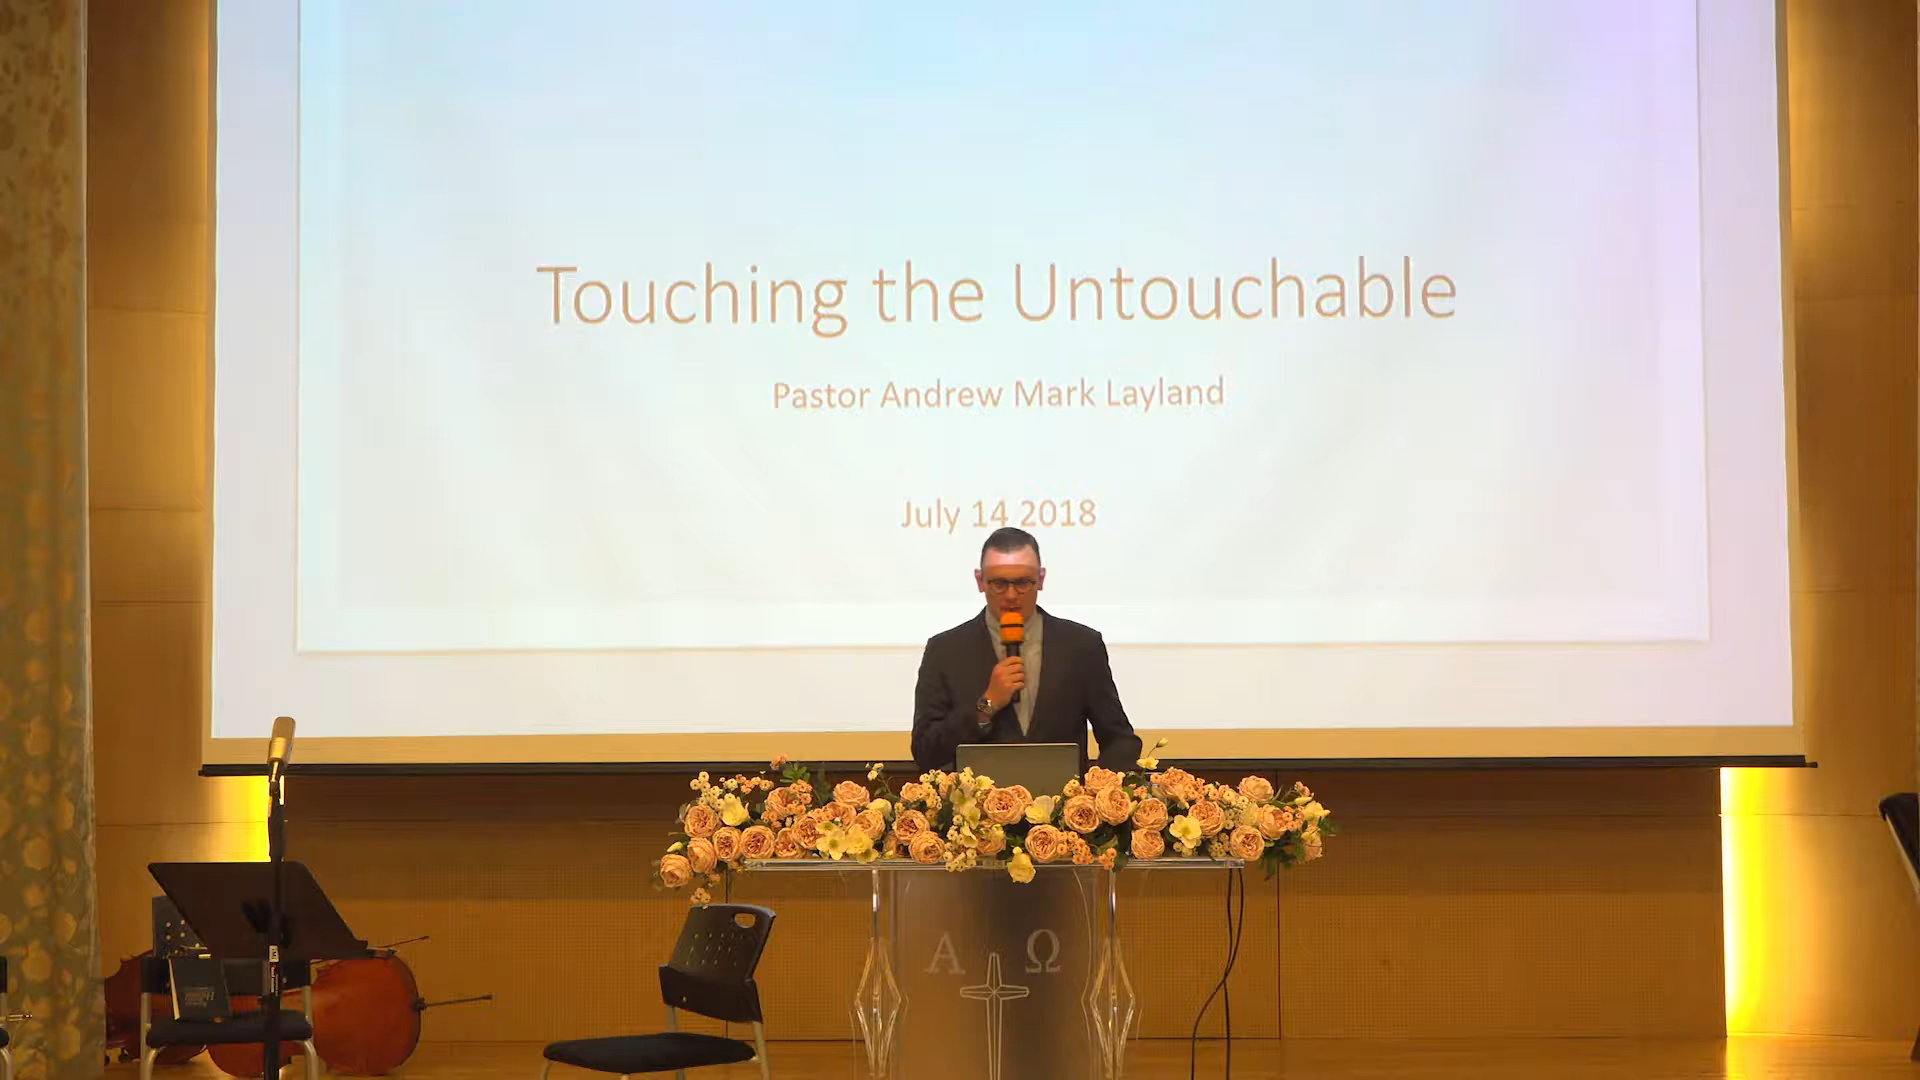 Touching the Untouchable
Pastor Andrew Mark Layland
July 14 2018
Α Ω